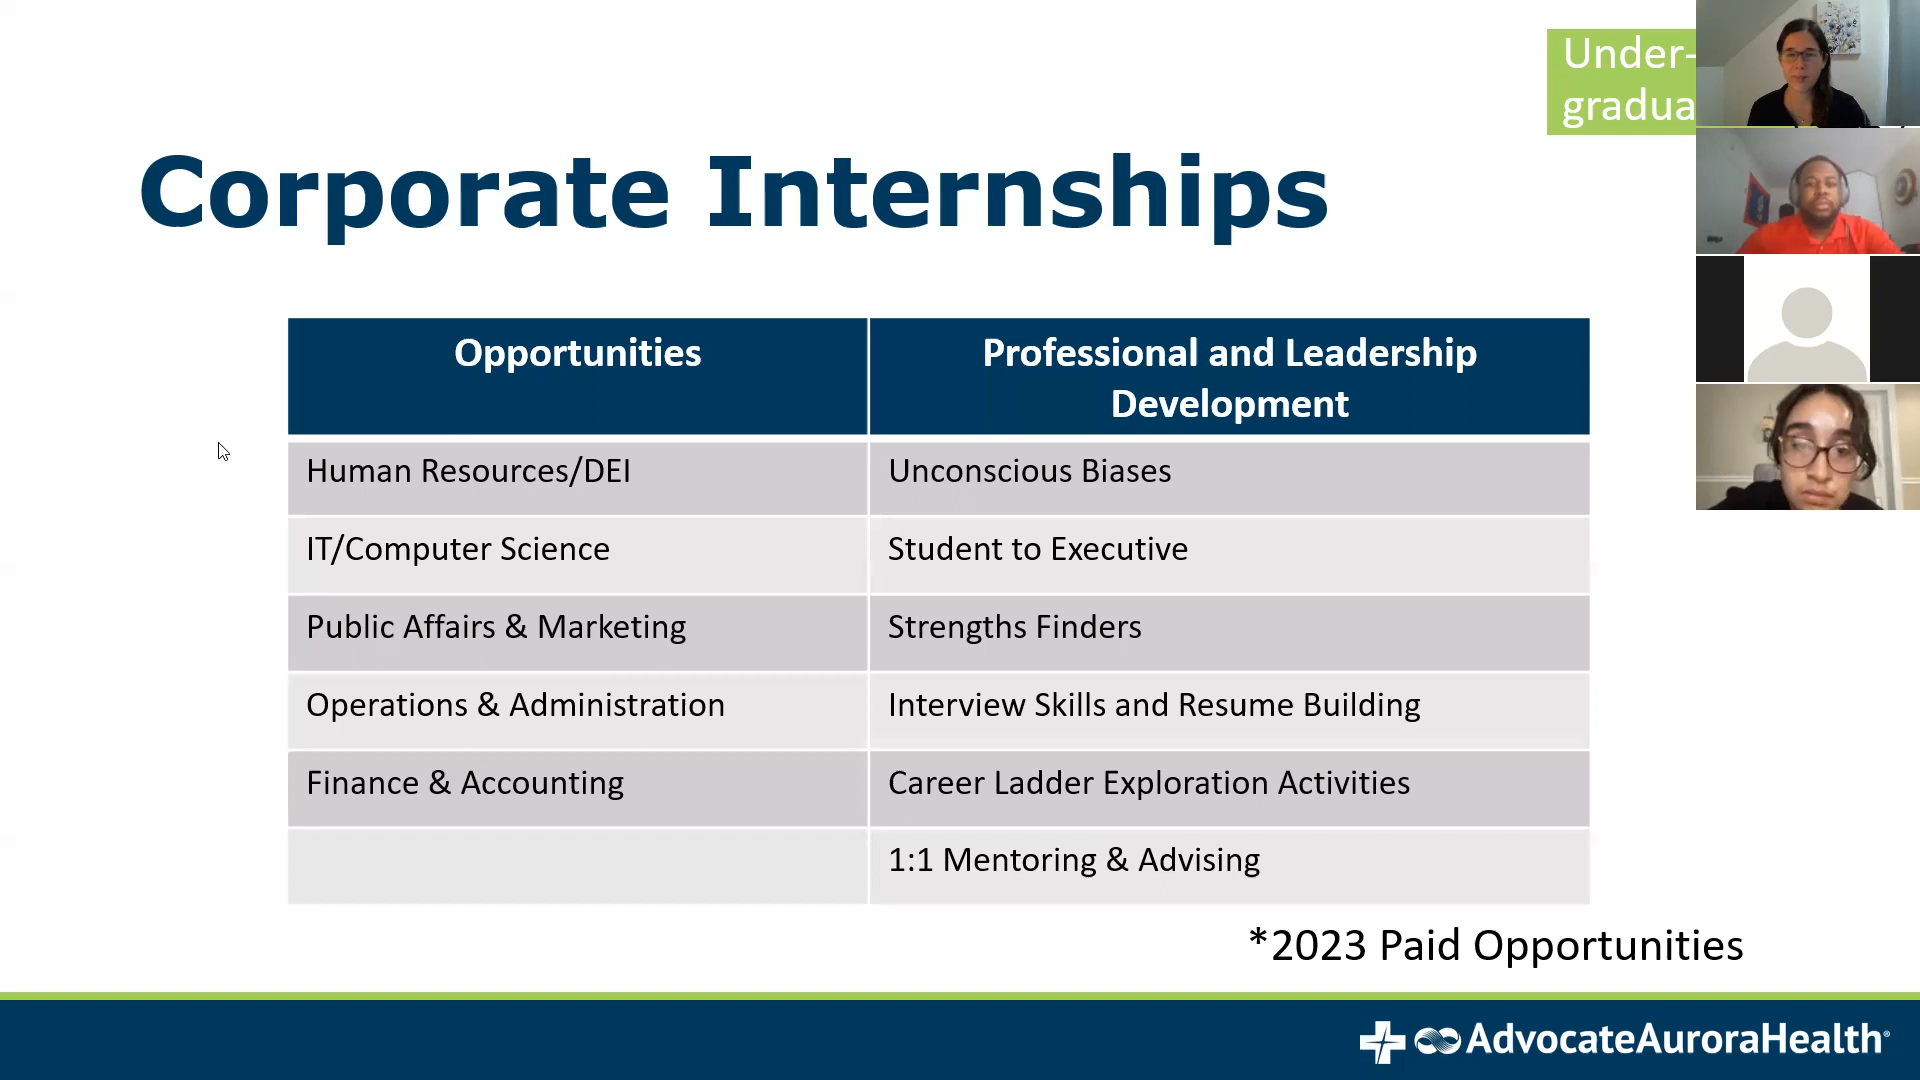 Under-
gradua
Corporate Internships
Opportunities
Professional and Leadership
Development
Human Resources/DEI
Unconscious Biases
IT/Computer Science
Student to Executive
Public Affairs & Marketing
Strengths Finders
Operations & Administration
Interview Skills and Resume Building
Finance & Accounting
Career Ladder Exploration Activities
1:1 Mentoring & Advising
*2023 Paid Opportunities
AdvocateAuroraHealth®